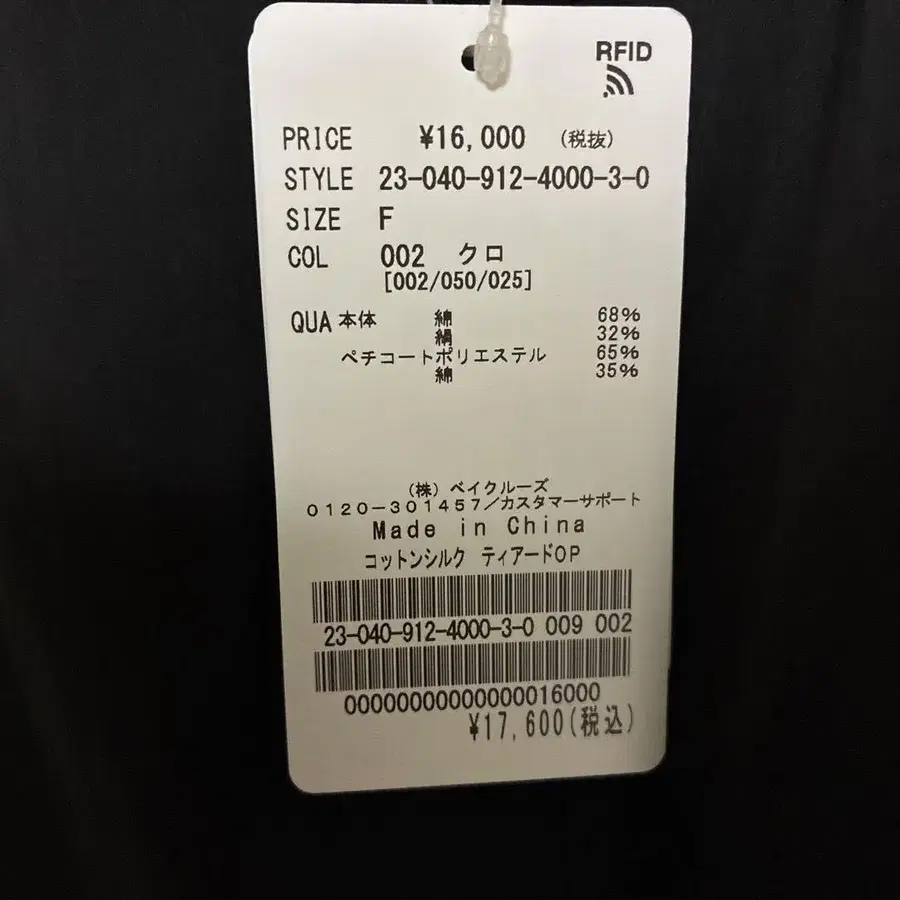 RFID
PRICE ¥16,000 (税抜)
STYLE 23-040-912-4000-3-0
SIZE F
COL 002 クロ
[002/050/025]
QUA 本体 綿 68%
絹 32%
ペチコートポリエステル 65%
綿 35%
(株) ベイクルーズ
0120-301457/カスタマーサポート
Made in China
コットンシルク ティアードOP
23-040-912-4000-3-0 009 002
00000000000000016000
¥17,600(税込)